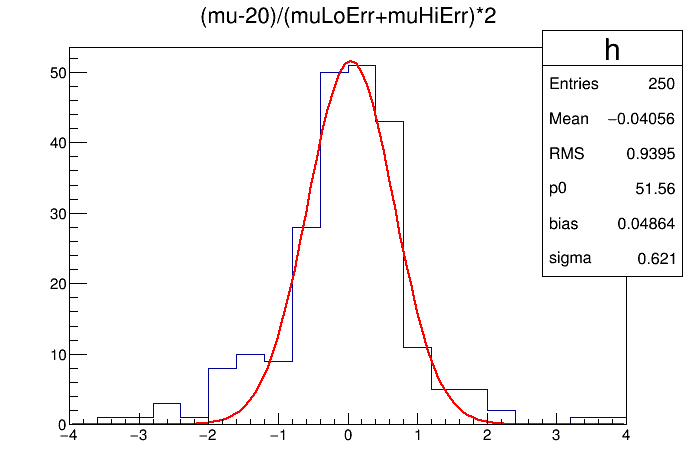 (mu-20)/(muLoErr+muHiErr)*2
h
Entries 250
Mean −0.04056
RMS 0.9395
p0 51.56
bias 0.04864
sigma 0.621
50
40
30
20
10
0
−4 −3 −2 −1 0 1 2 3 4